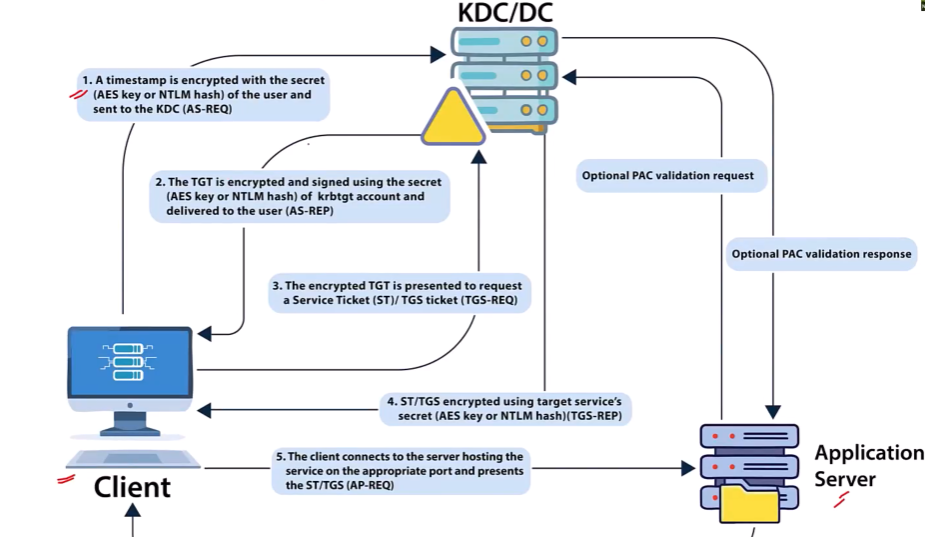 KDC/DC
1. A timestamp is encrypted with the secret
(AES key or NTLM hash) of the user and
sent to the KDC (AS-REQ)
2. The TGT is encrypted and signed using the secret
(AES key or NTLM hash) of krbtgt account and
delivered to the user (AS-REP)
Optional PAC validation request
Optional PAC validation response
3. The encrypted TGT is presented to request
a Service Ticket (ST)/ TGS ticket (TGS-REQ)
4. ST/TGS encrypted using target service's
secret (AES key or NTLM hash)(TGS-REP)
5. The client connects to the server hosting the
service on the appropriate port and presents
the ST/TGS (AP-REQ)
Client
Application
Server